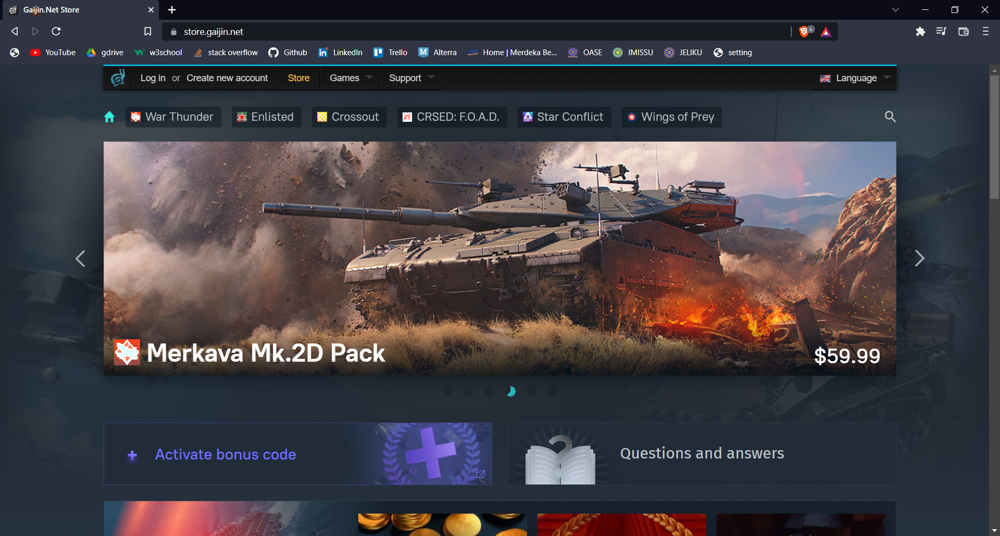 Gaijin.Net Store
store.gaijin.net
5
YouTube gdrive w3school stack overflow Github LinkedIn Trello Alterra Home | Merdeka Be... OASE IMISSU JELIKU setting
Log in or Create new account Store Games Support Language
War Thunder Enlisted Crossout CRSED: F.O.A.D. Star Conflict Wings of Prey
Merkava Mk.2D Pack
$59.99
Activate bonus code
Questions and answers